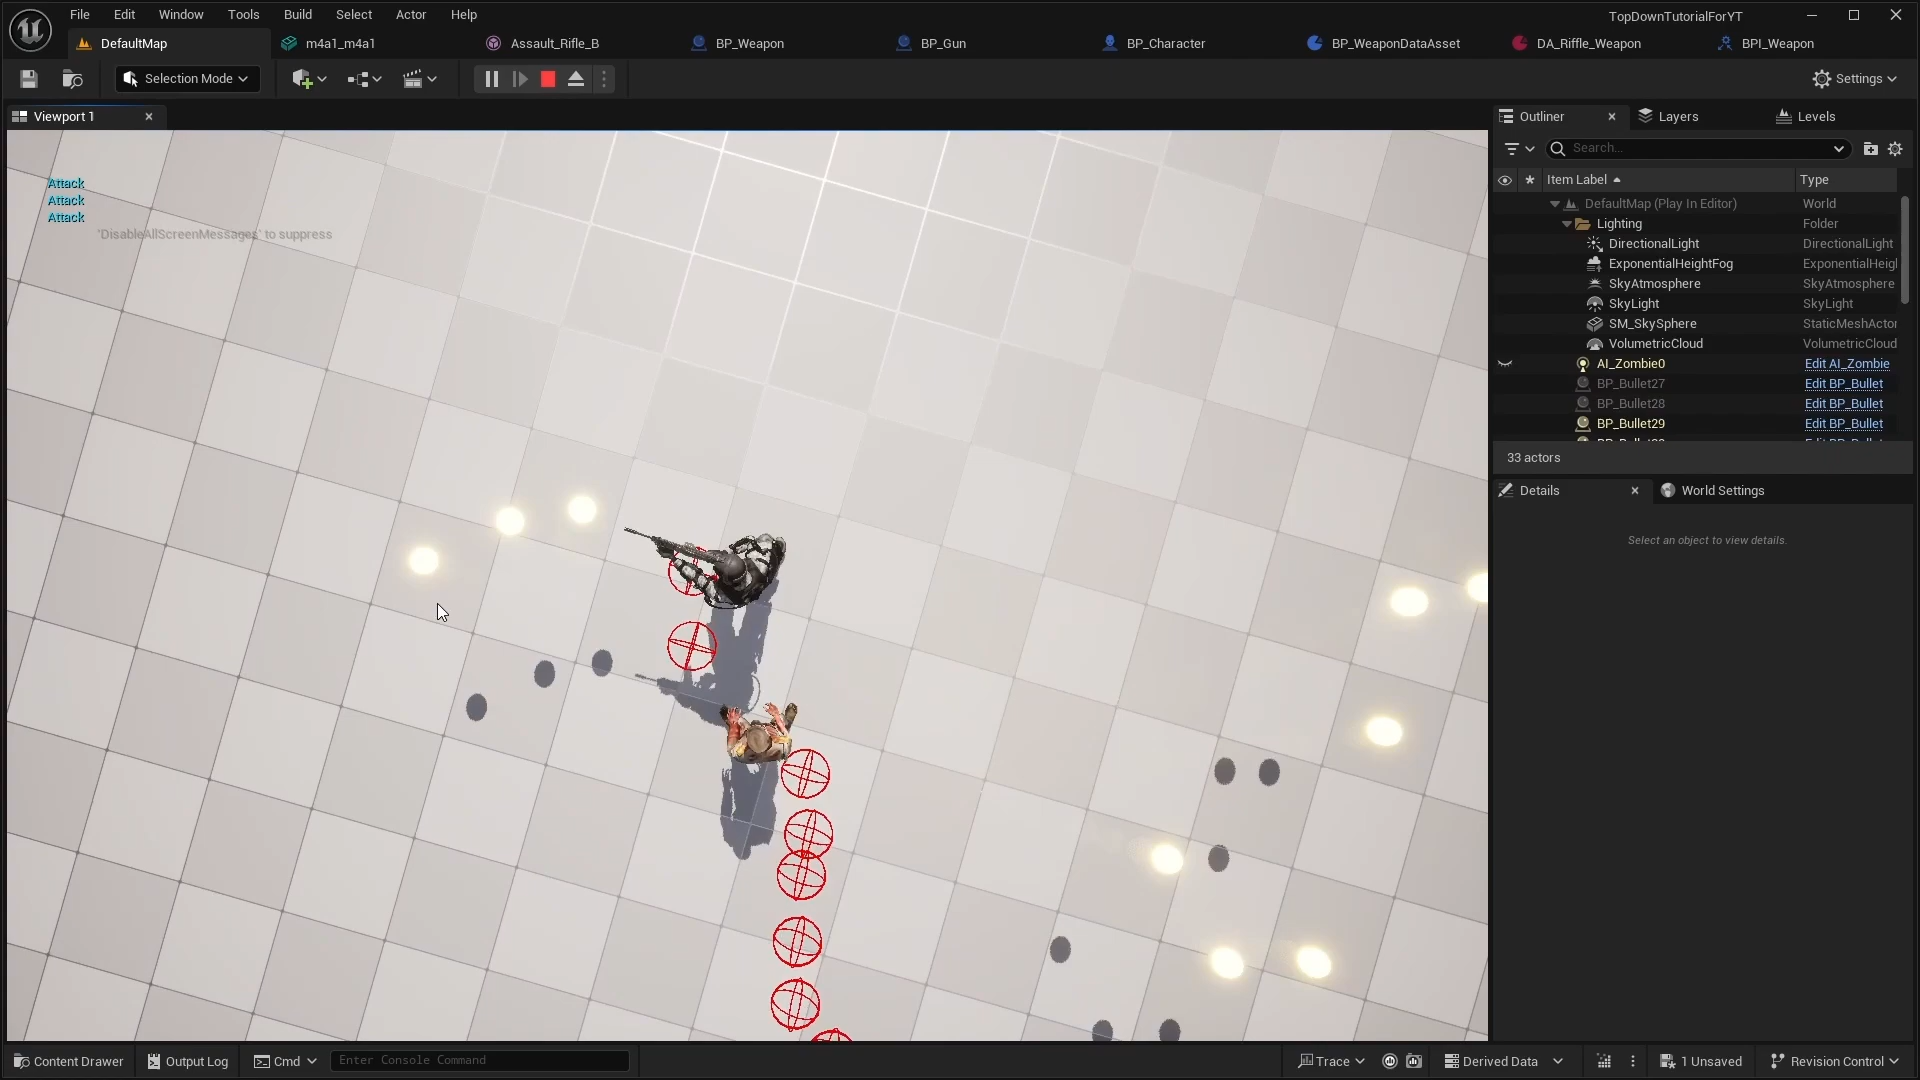 File Edit Window Tools Build Select Actor Help
TopDownTutorialForYT
DefaultMap m4a1_m4a1 Assault_Rifle_B BP_Weapon BP_Gun BP_Character BP_WeaponDataAsset DA_Riffle_Weapon BPI_Weapon
Selection Mode
Settings
Viewport 1
Outliner Layers Levels
Search...
Item Label Type
Attack
Attack
Attack
'DisableAllScreenMessages' to suppress
DefaultMap (Play In Editor) World
Lighting Folder
DirectionalLight DirectionalLight
ExponentialHeightFog ExponentialHeigl
SkyAtmosphere SkyAtmosphere
SkyLight SkyLight
SM_SkySphere StaticMeshActor
VolumetricCloud VolumetricCloud
AI_Zombie0 Edit AI_Zombie
BP_Bullet27 Edit BP_Bullet
BP_Bullet28 Edit BP_Bullet
BP_Bullet29 Edit BP_Bullet
33 actors
Details World Settings
Select an object to view details.
Content Drawer Output Log Cmd Enter Console Command Trace Derived Data 1 Unsaved Revision Control